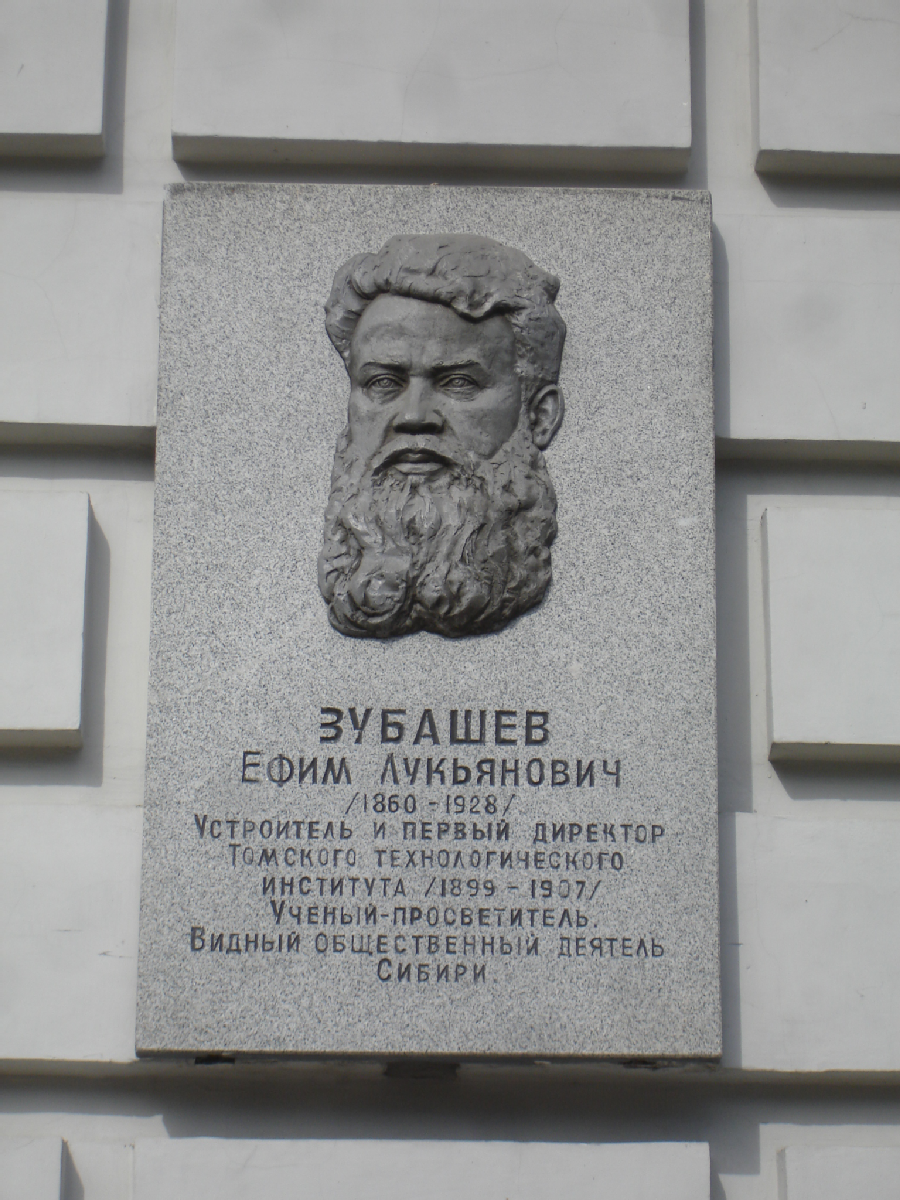 ЗУБАШЕВ
ЕФИМ ЛУКЬЯНОВИЧ
/1860 - 1928/
УСТРОИТЕЛЬ И ПЕРВЫЙ ДИРЕКТОР
ТОМСКОГО ТЕХНОЛОГИЧЕСКОГО
ИНСТИТУТА /1899 - 1907/
УЧЕНЫЙ-ПРОСВЕТИТЕЛЬ.
ВИДНЫЙ ОБЩЕСТВЕННЫЙ ДЕЯТЕЛЬ
СИБИРИ.